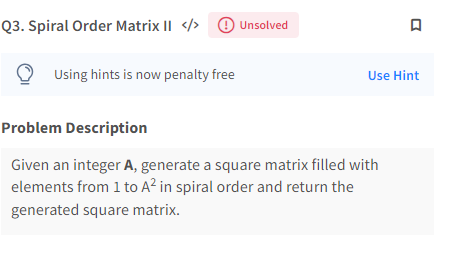 Q3. Spiral Order Matrix II </> Unsolved
Using hints is now penalty free Use Hint
Problem Description
Given an integer A, generate a square matrix filled with
elements from 1 to A² in spiral order and return the
generated square matrix.